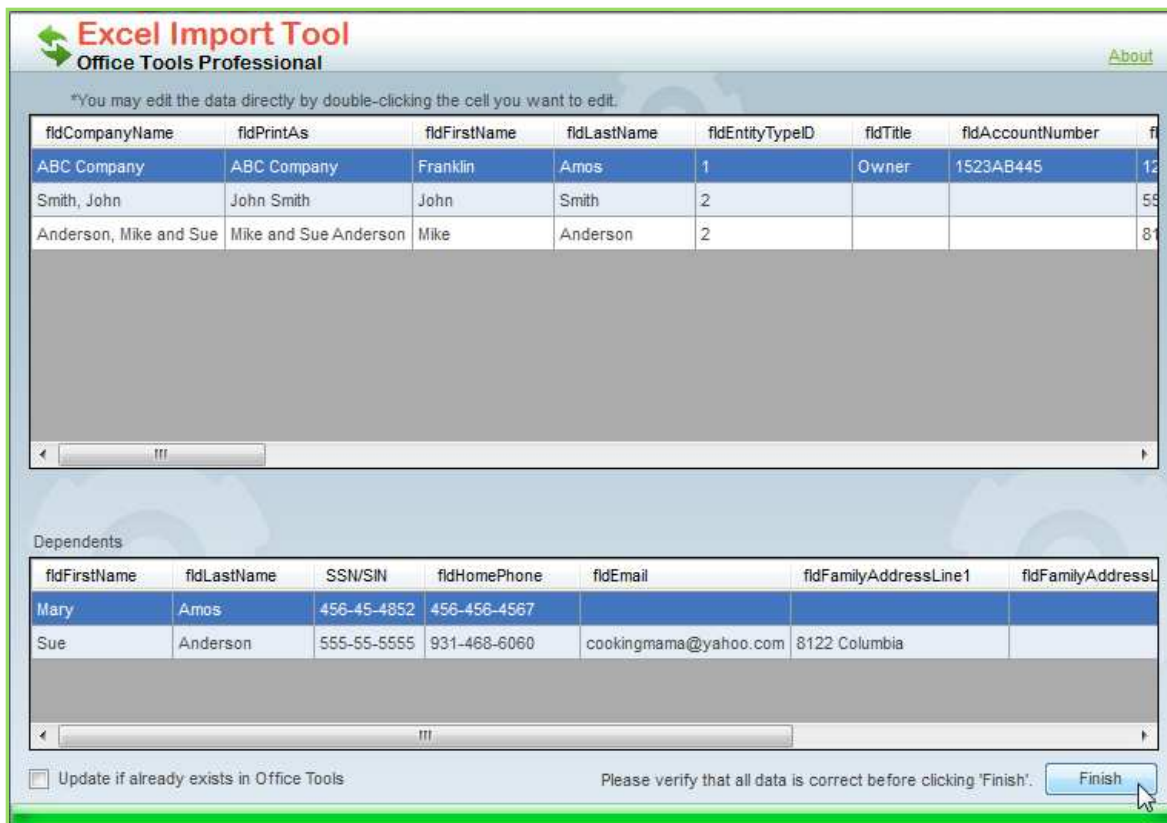 Excel Import Tool
Office Tools Professional
About
*You may edit the data directly by double-clicking the cell you want to edit.
fldCompanyName fldPrintAs fldFirstName fldLastName fldEntityTypeID fldTitle fldAccountNumber fl
ABC Company ABC Company Franklin Amos 1 Owner 1523AB445 12
Smith, John John Smith John Smith 2 55
Anderson, Mike and Sue Mike and Sue Anderson Mike Anderson 2 81
Dependents
fldFirstName fldLastName SSN/SIN fldHomePhone fldEmail fldFamilyAddressLine1 fldFamilyAddressL
Mary Amos 456-45-4852 456-456-4567
Sue Anderson 555-55-5555 931-468-6060 cookingmama@yahoo.com 8122 Columbia
Update if already exists in Office Tools Please verify that all data is correct before clicking 'Finish'. Finish